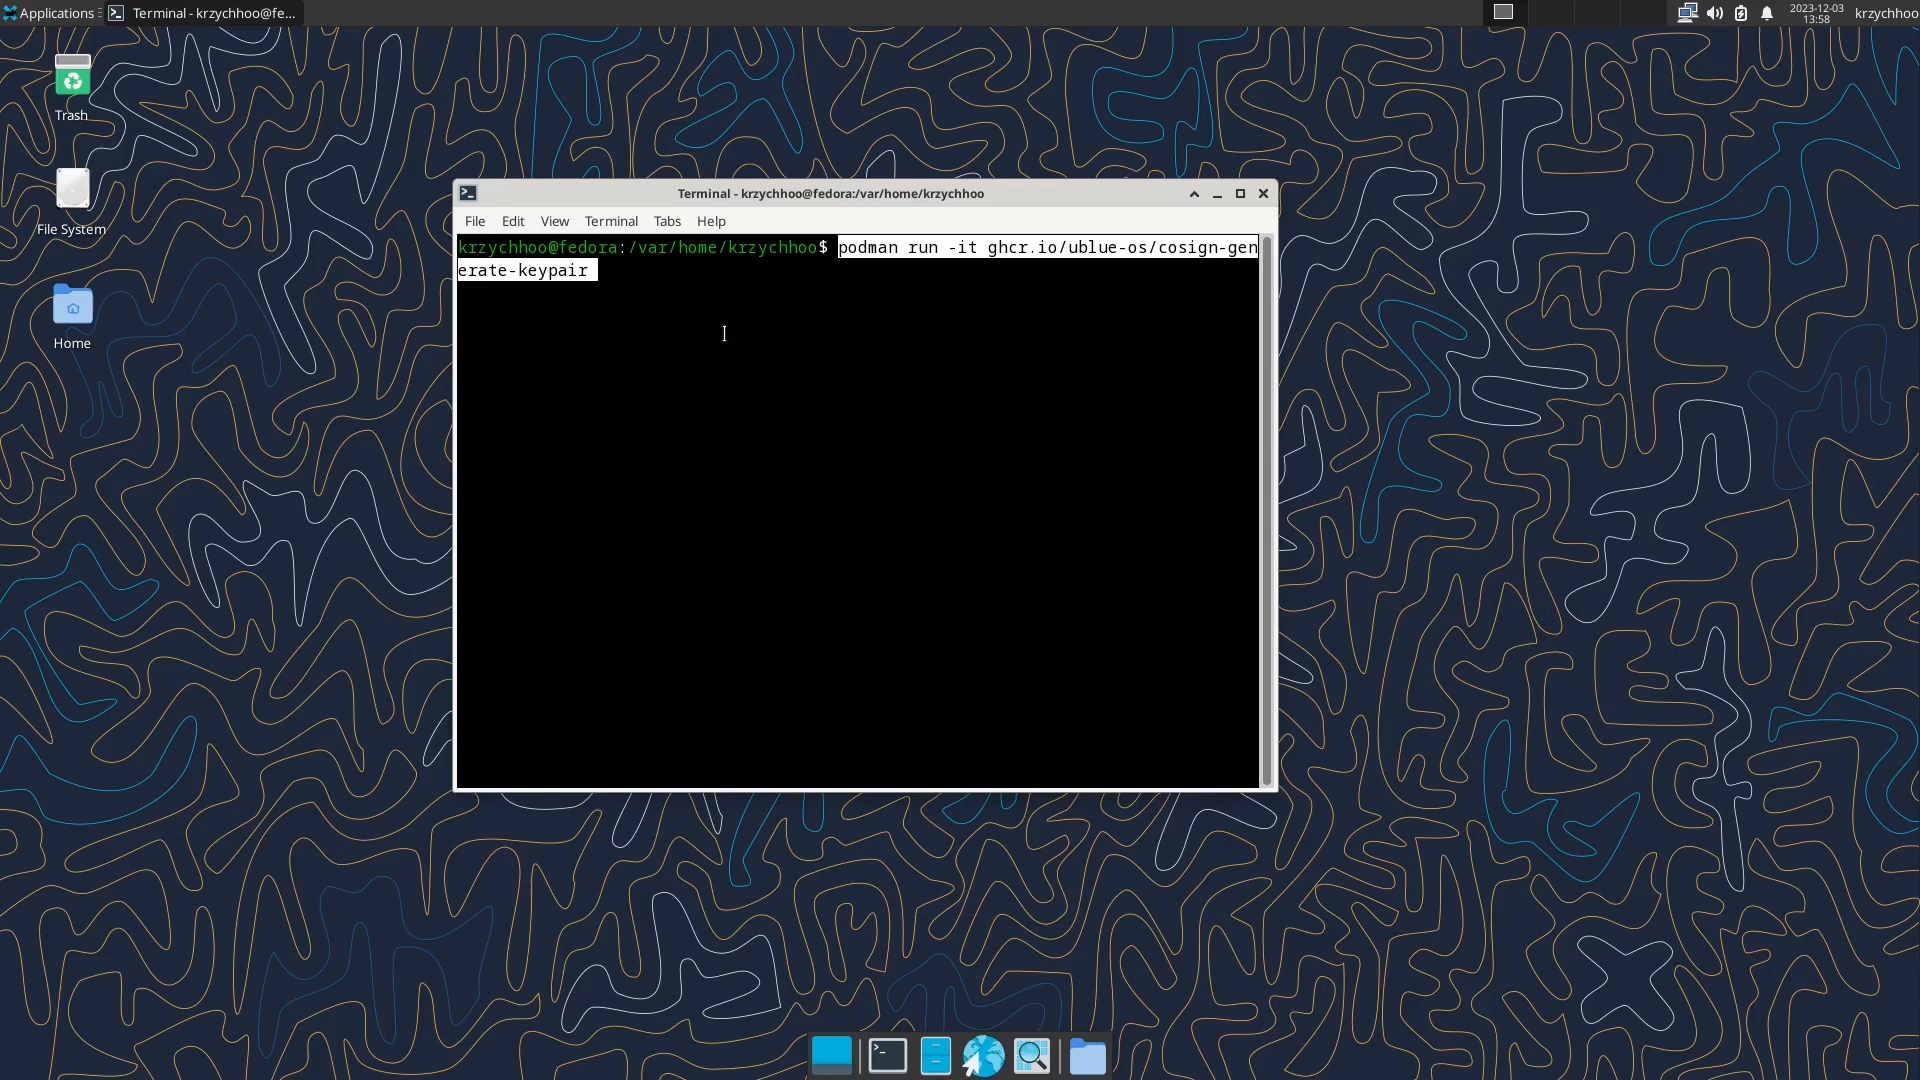 Applications
Terminal - krzychhoo@fe...
2023-12-03
13:58
krzychhoo
Trash
File System
Home
Terminal - krzychhoo@fedora:/var/home/krzychhoo
File Edit View Terminal Tabs Help
krzychhoo@fedora:/var/home/krzychhoo$ podman run -it ghcr.io/ublue-os/cosign-gen
erate-keypair